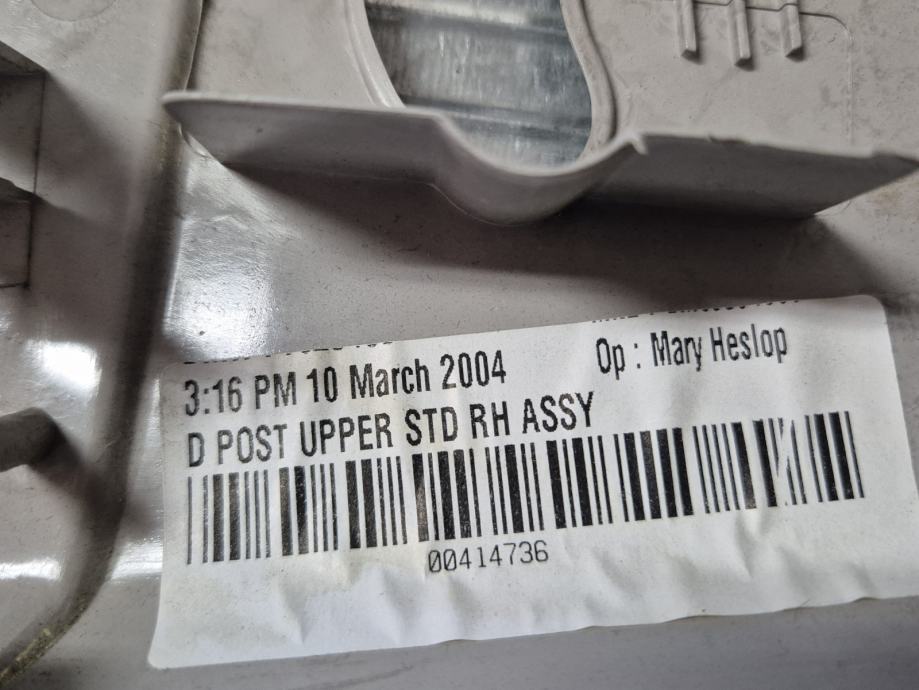 3:16 PM 10 March 2004 Op : Mary Heslop
D POST UPPER STD RH ASSY
00414736